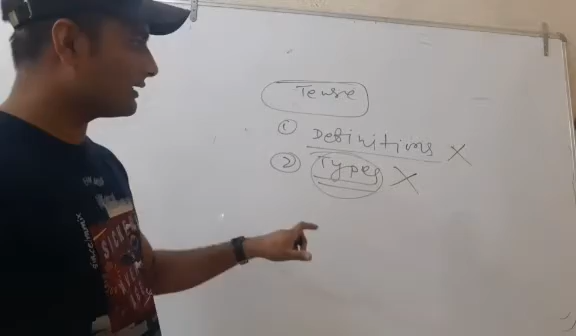 Tense
① Definitions X
② Types X